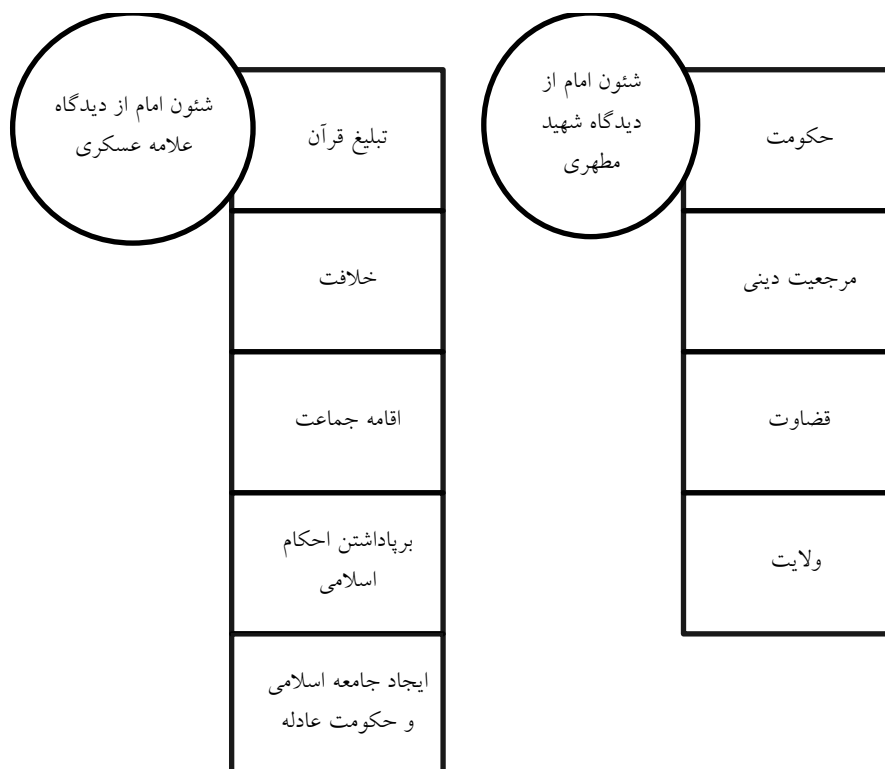 شئون امام از
دیدگاه شهید
مطهری
حکومت
مرجعیت دینی
قضاوت
ولایت
شئون امام از دیدگاه
علامه عسکری
تبلیغ قرآن
خلافت
اقامه جماعت
برپاداشتن احکام
اسلامی
ایجاد جامعه اسلامی
و حکومت عادله